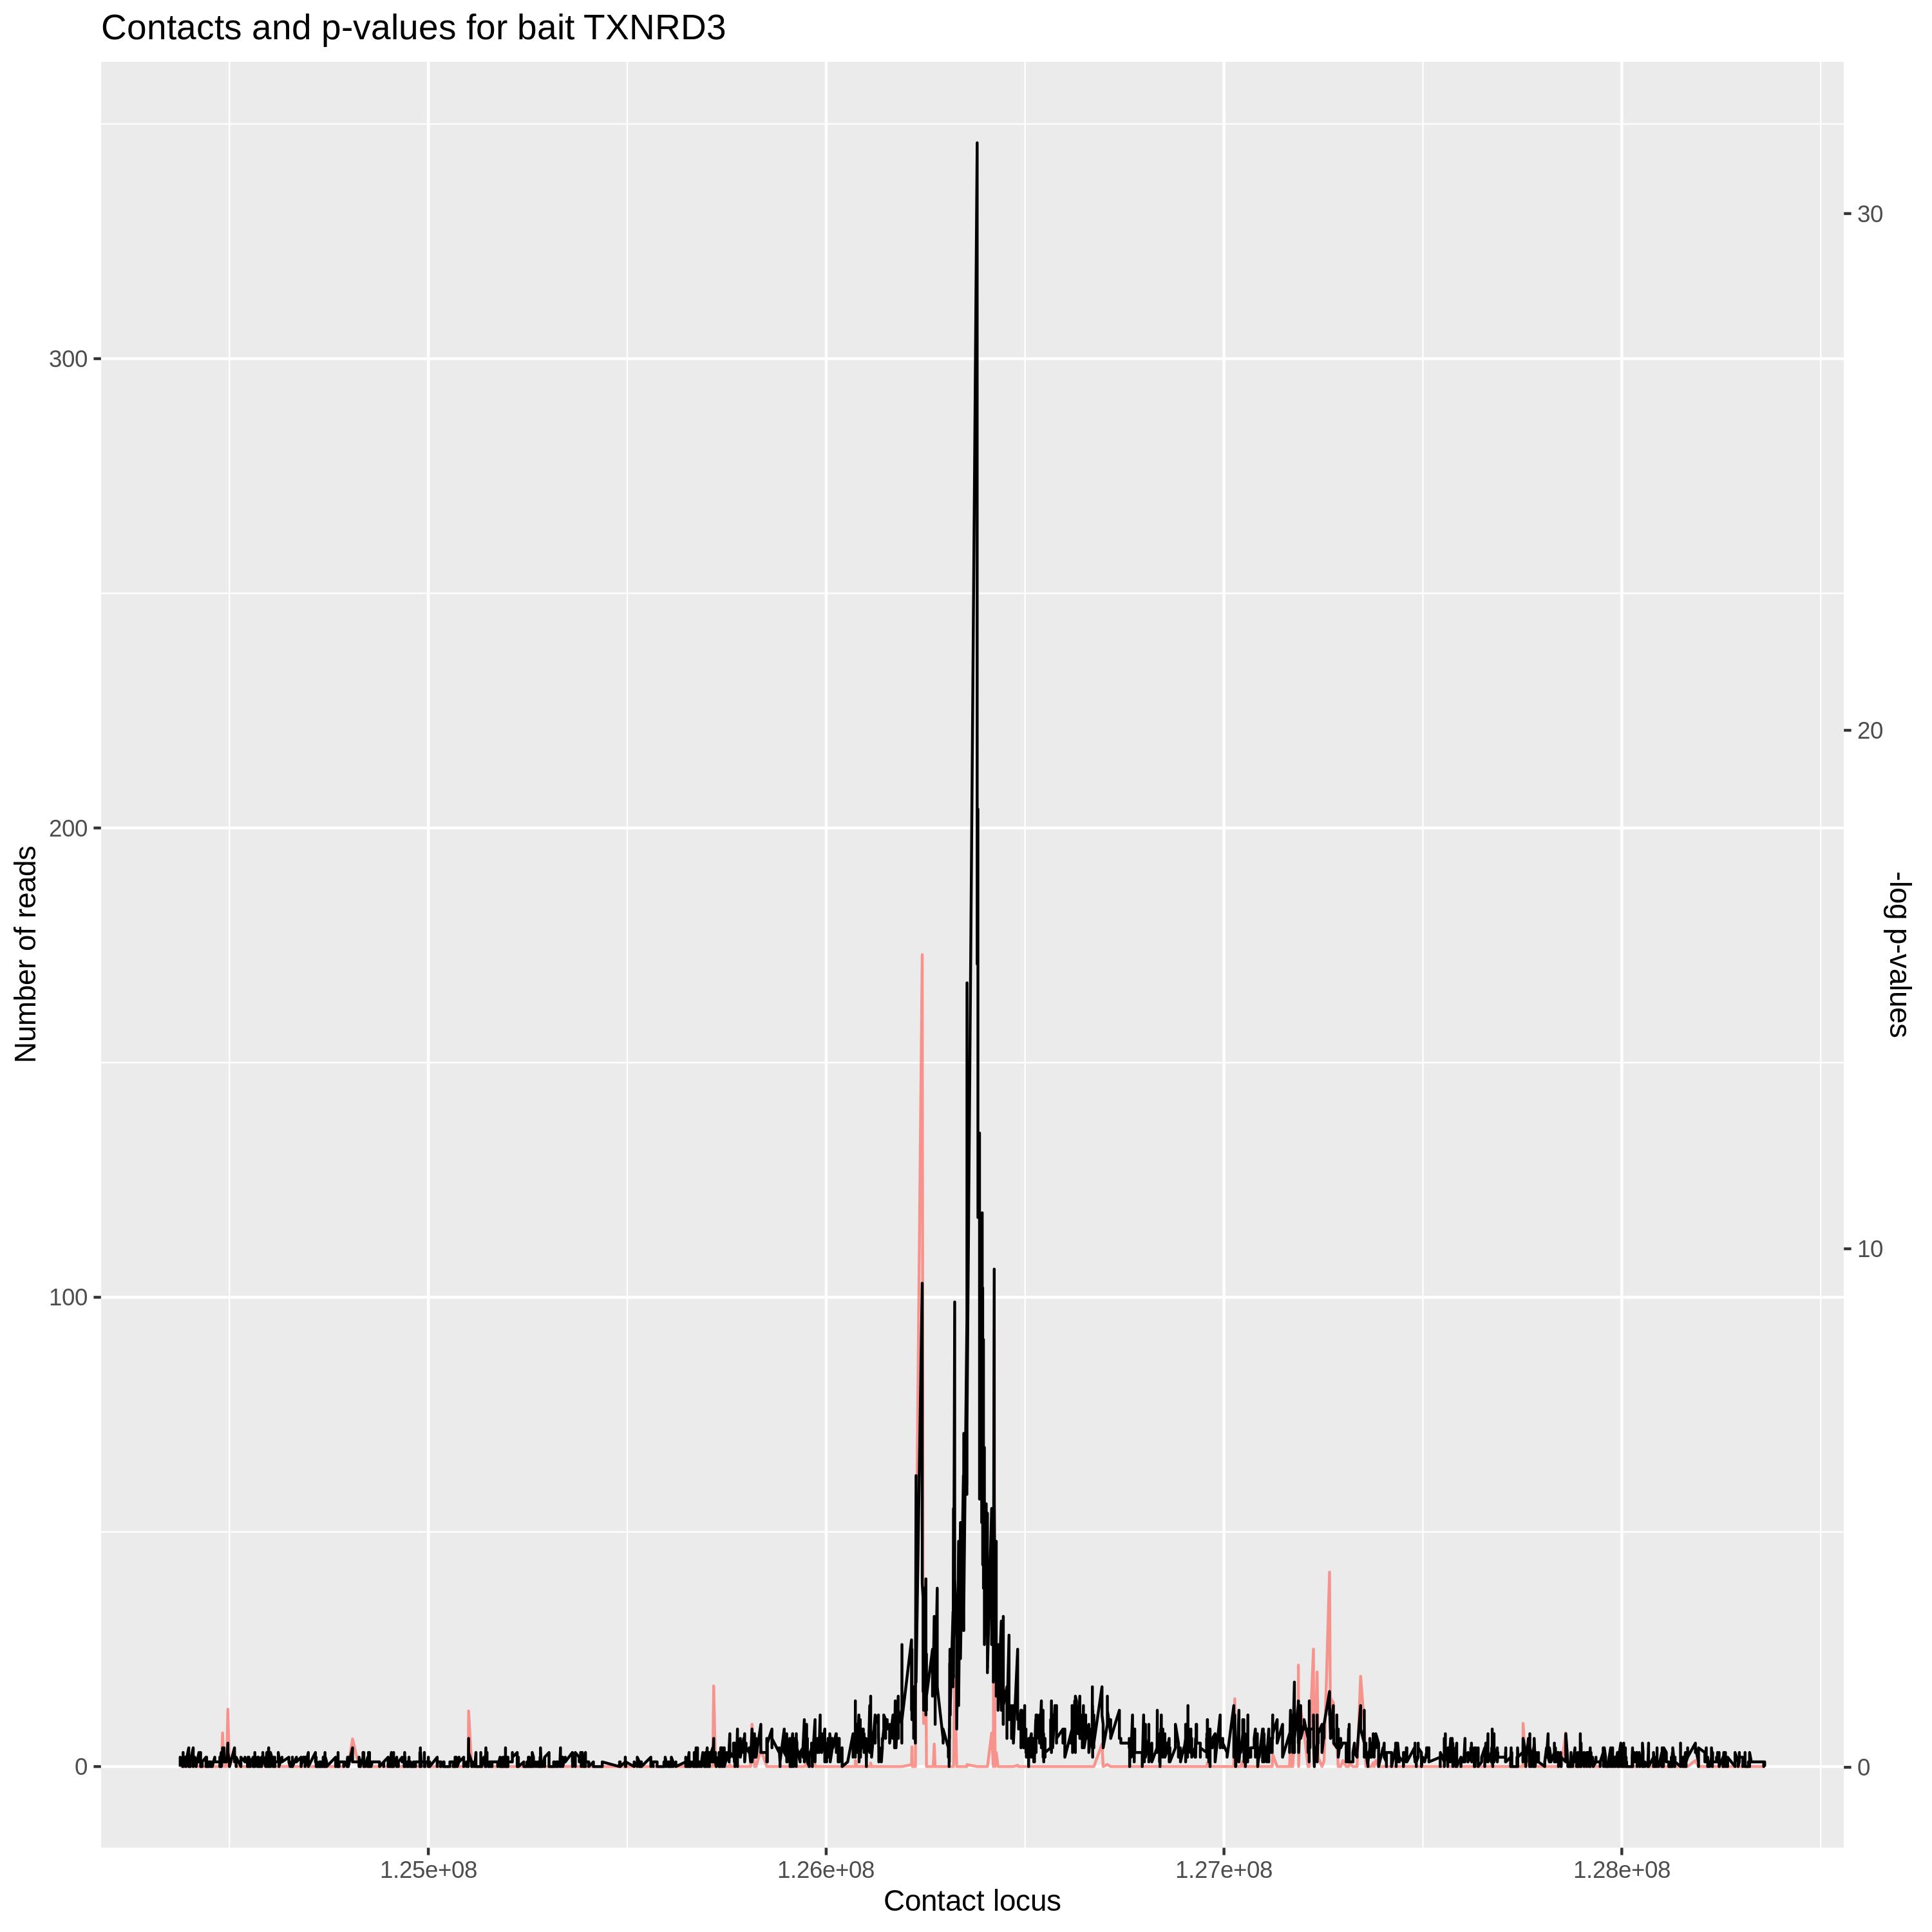 Contacts and p-values for bait TXNRD3
300
200
100
0
Number of reads
30
20
10
0
-log p-values
1.25e+08
1.26e+08
1.27e+08
1.28e+08
Contact locus